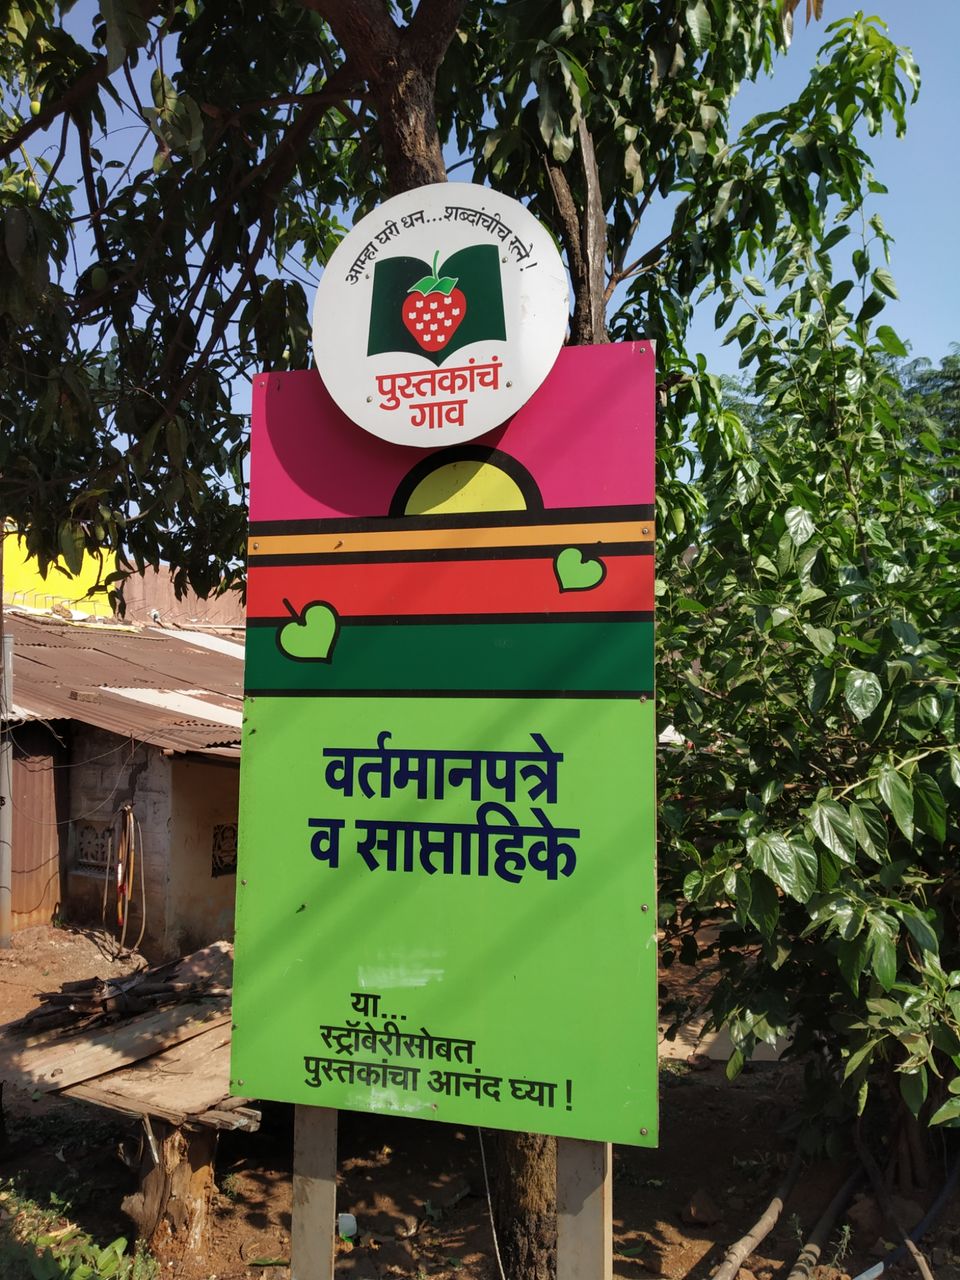 आम्हा घरी धन...शब्दांचीच रत्ने !
पुस्तकांचं
गाव
वर्तमानपत्रे
व साप्ताहिके
या...
स्ट्रॉबेरीसोबत
पुस्तकांचा आनंद घ्या !